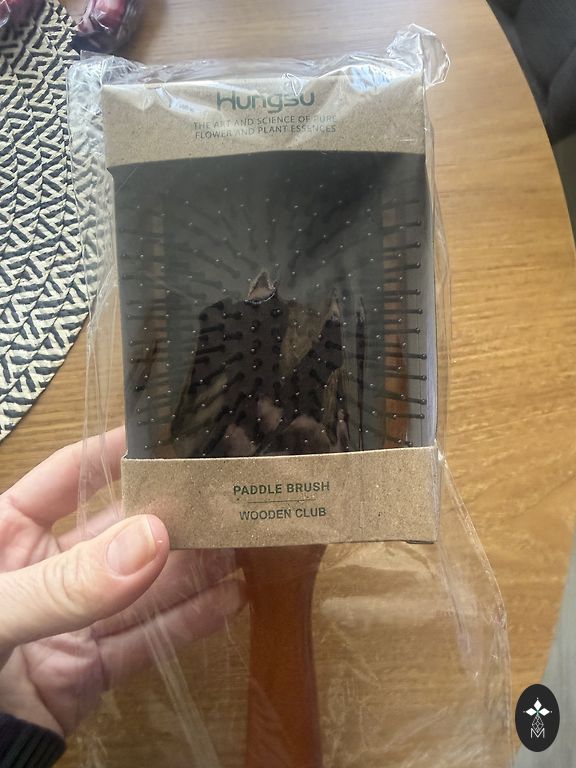 Hungsu
THE ART AND SCIENCE OF PURE
FLOWER AND PLANT ESSENCES
PADDLE BRUSH
WOODEN CLUB
M